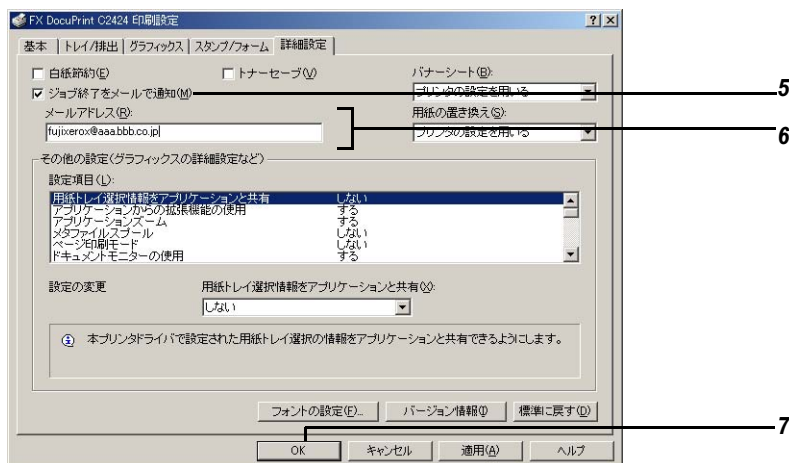 FX DocuPrint C2424 印刷設定
基本 トレイ/排出 グラフィックス スタンプ/フォーム 詳細設定
白紙節約(E) トナーセーブ(V) バナーシート(B):
ジョブ終了をメールで通知(M) プリンタの設定を用いる 5
メールアドレス(R): 用紙の置き換え(S):
fujixerox@aaa.bbb.co.jp プリンタの設定を用いる 6
その他の設定(グラフィックスの詳細設定など)
設定項目(L):
用紙トレイ選択情報をアプリケーションと共有 しない
アプリケーションからの拡張機能の使用 する
アプリケーションズーム する
メタファイルスプール しない
ページ印刷モード しない
ドキュメントモニターの使用 する
設定の変更 用紙トレイ選択情報をアプリケーションと共有(X):
しない
本プリンタドライバで設定された用紙トレイ選択の情報をアプリケーションと共有できるようにします。
フォントの設定(F)... バージョン情報(I) 標準に戻す(D)
7
OK キャンセル 適用(A) ヘルプ